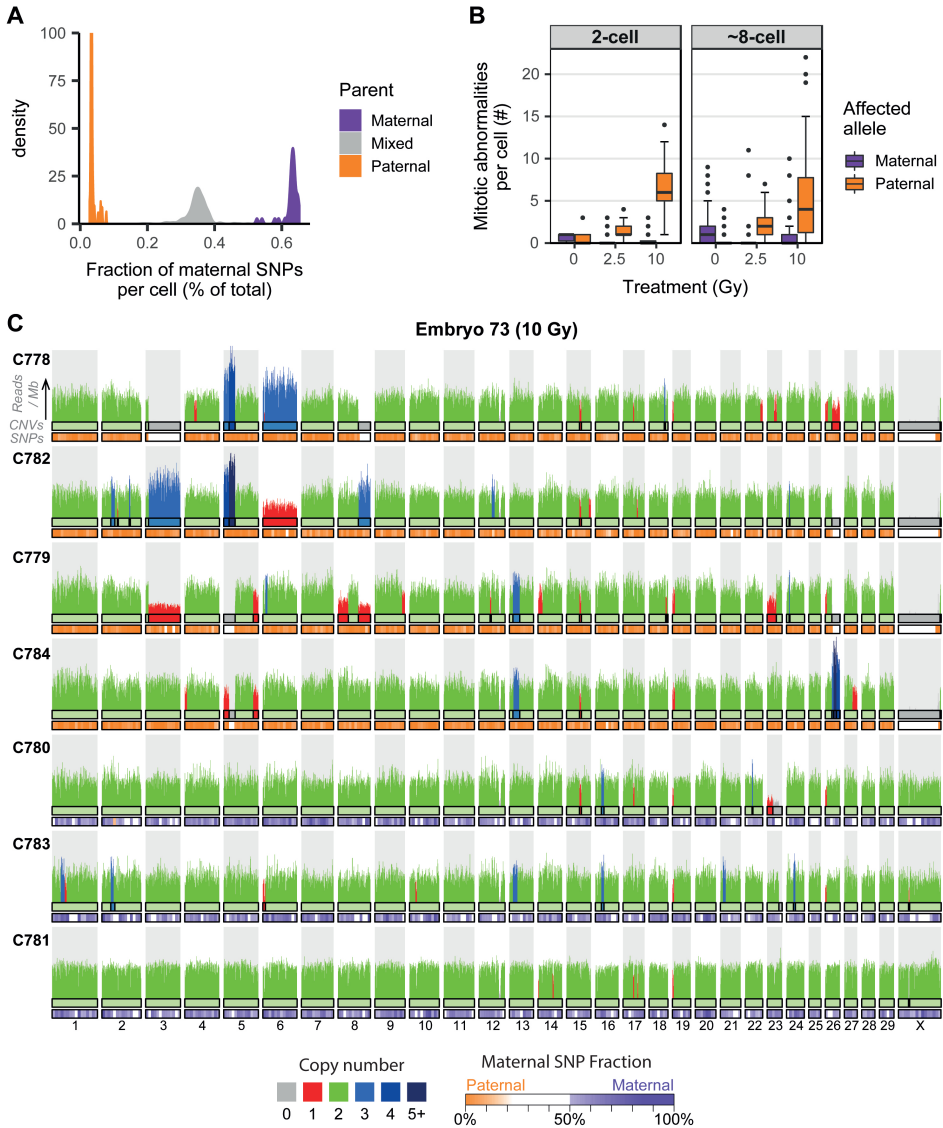 A
100
75
50
25
0
density
0.0 0.2 0.4 0.6
Fraction of maternal SNPs
per cell (% of total)
Parent
Maternal
Mixed
Paternal
B
2-cell ~8-cell
20
15
10
5
0
Mitotic abnormalities
per cell (#)
0 2.5 10 0 2.5 10
Treatment (Gy)
Affected
allele
Maternal
Paternal
C
Embryo 73 (10 Gy)
C778
Reads
/ Mb
CNVs
SNPs
C782
C779
C784
C780
C783
C781
1 2 3 4 5 6 7 8 9 10 11 12 13 14 15 16 17 18 19 20 21 22 23 24 25 26 27 28 29 X
Copy number
0 1 2 3 4 5+
Maternal SNP Fraction
Paternal Maternal
0% 50% 100%